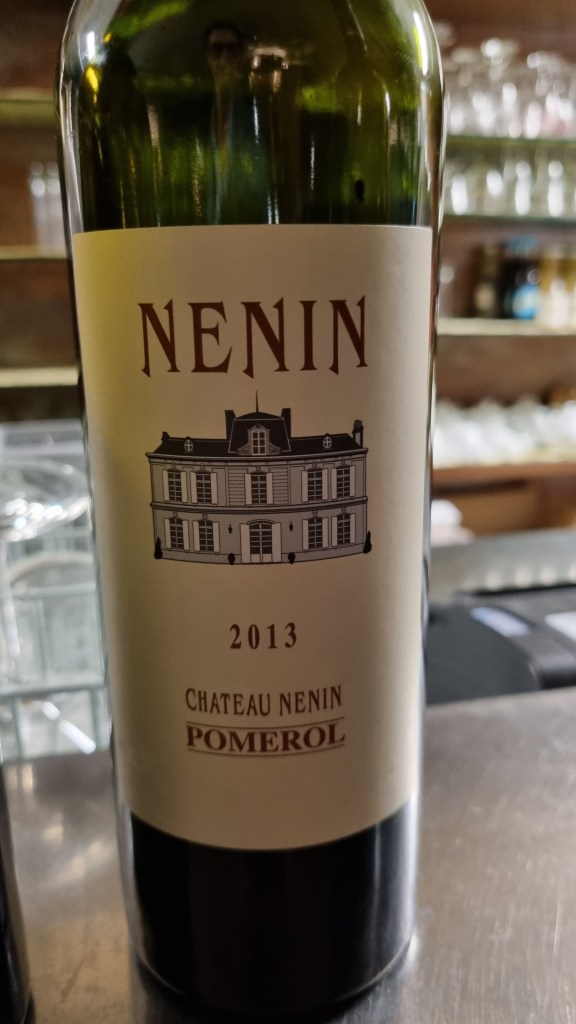 NENIN
2013
CHATEAU NENIN
POMEROL